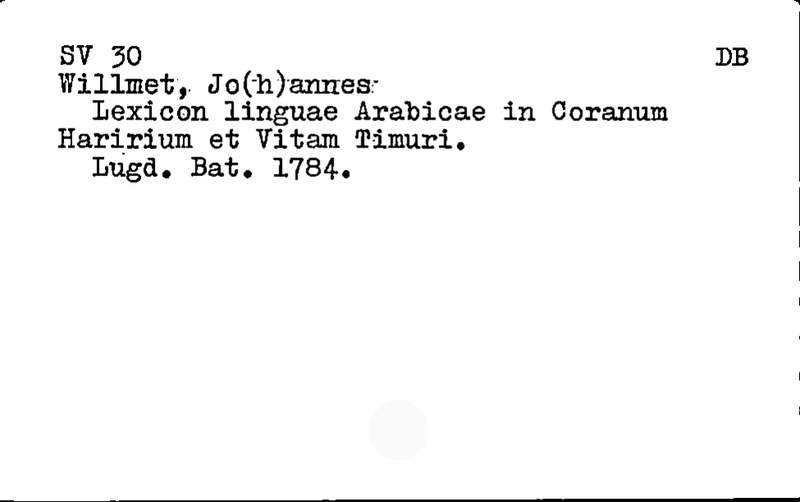 SV 30 DB
Willmet, Jo(h)annes
Lexicon linguae Arabicae in Coranum
Haririum et Vitam Timuri.
Lugd. Bat. 1784.